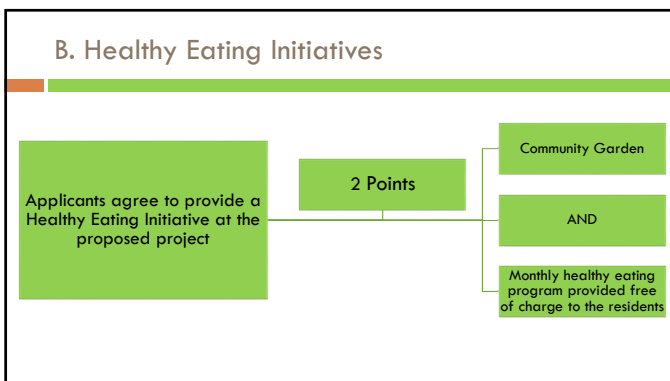 B. Healthy Eating Initiatives
Applicants agree to provide a
Healthy Eating Initiative at the
proposed project
2 Points
Community Garden
AND
Monthly healthy eating
program provided free
of charge to the residents